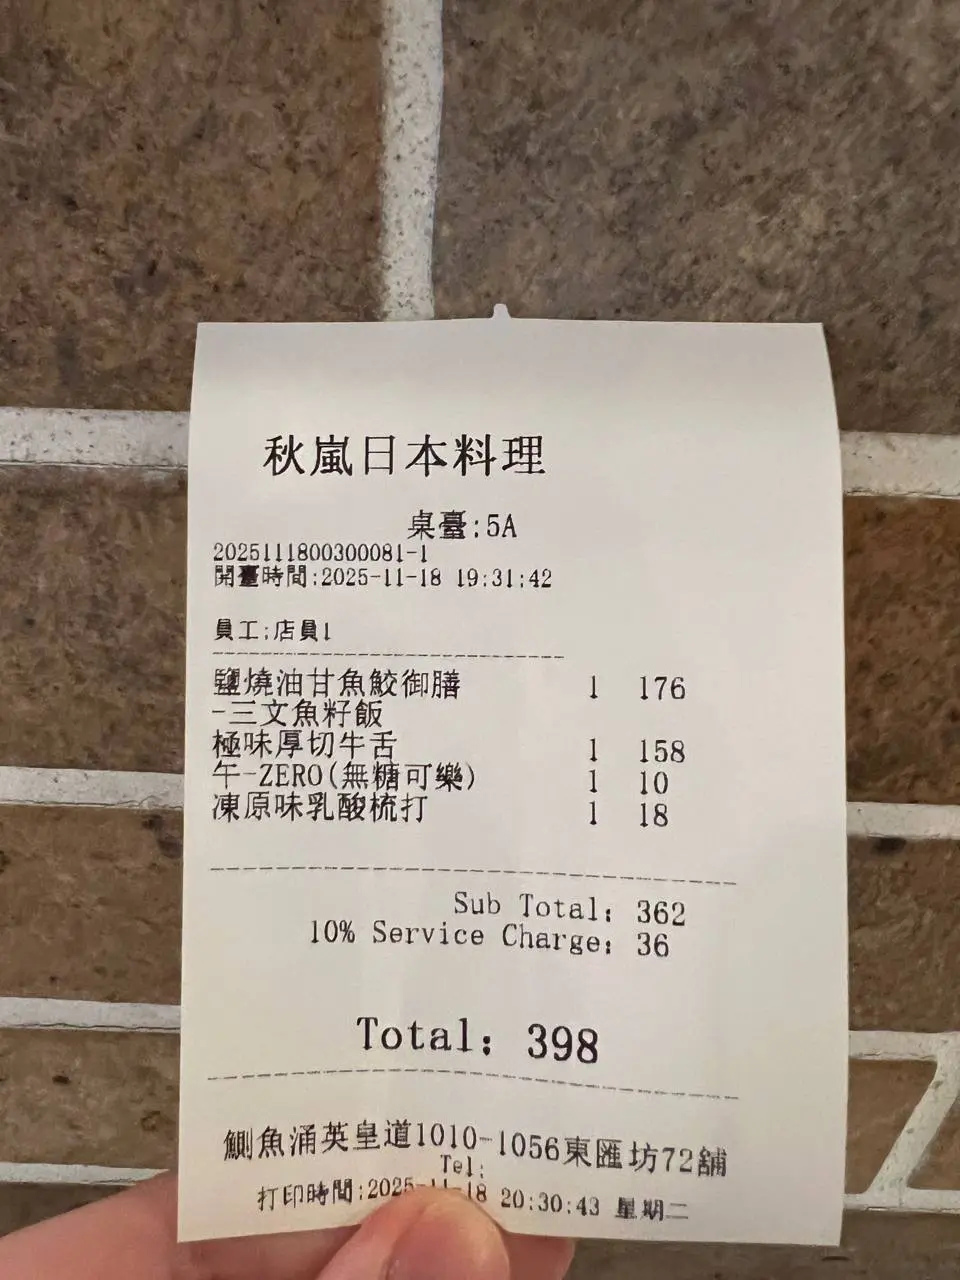 秋嵐日本料理
桌臺:5A
2025111800300081-1
開臺時間:2025-11-18 19:31:42
員工:店員1
鹽燒油甘魚鮫御膳 1 176
-三文魚籽飯
極味厚切牛舌 1 158
午-ZERO(無糖可樂) 1 10
凍原味乳酸梳打 1 18
Sub Total: 362
10% Service Charge: 36
Total: 398
鰂魚涌英皇道1010-1056東匯坊72舖
Tel:
打印時間:2025-11-18 20:30:43 星期二